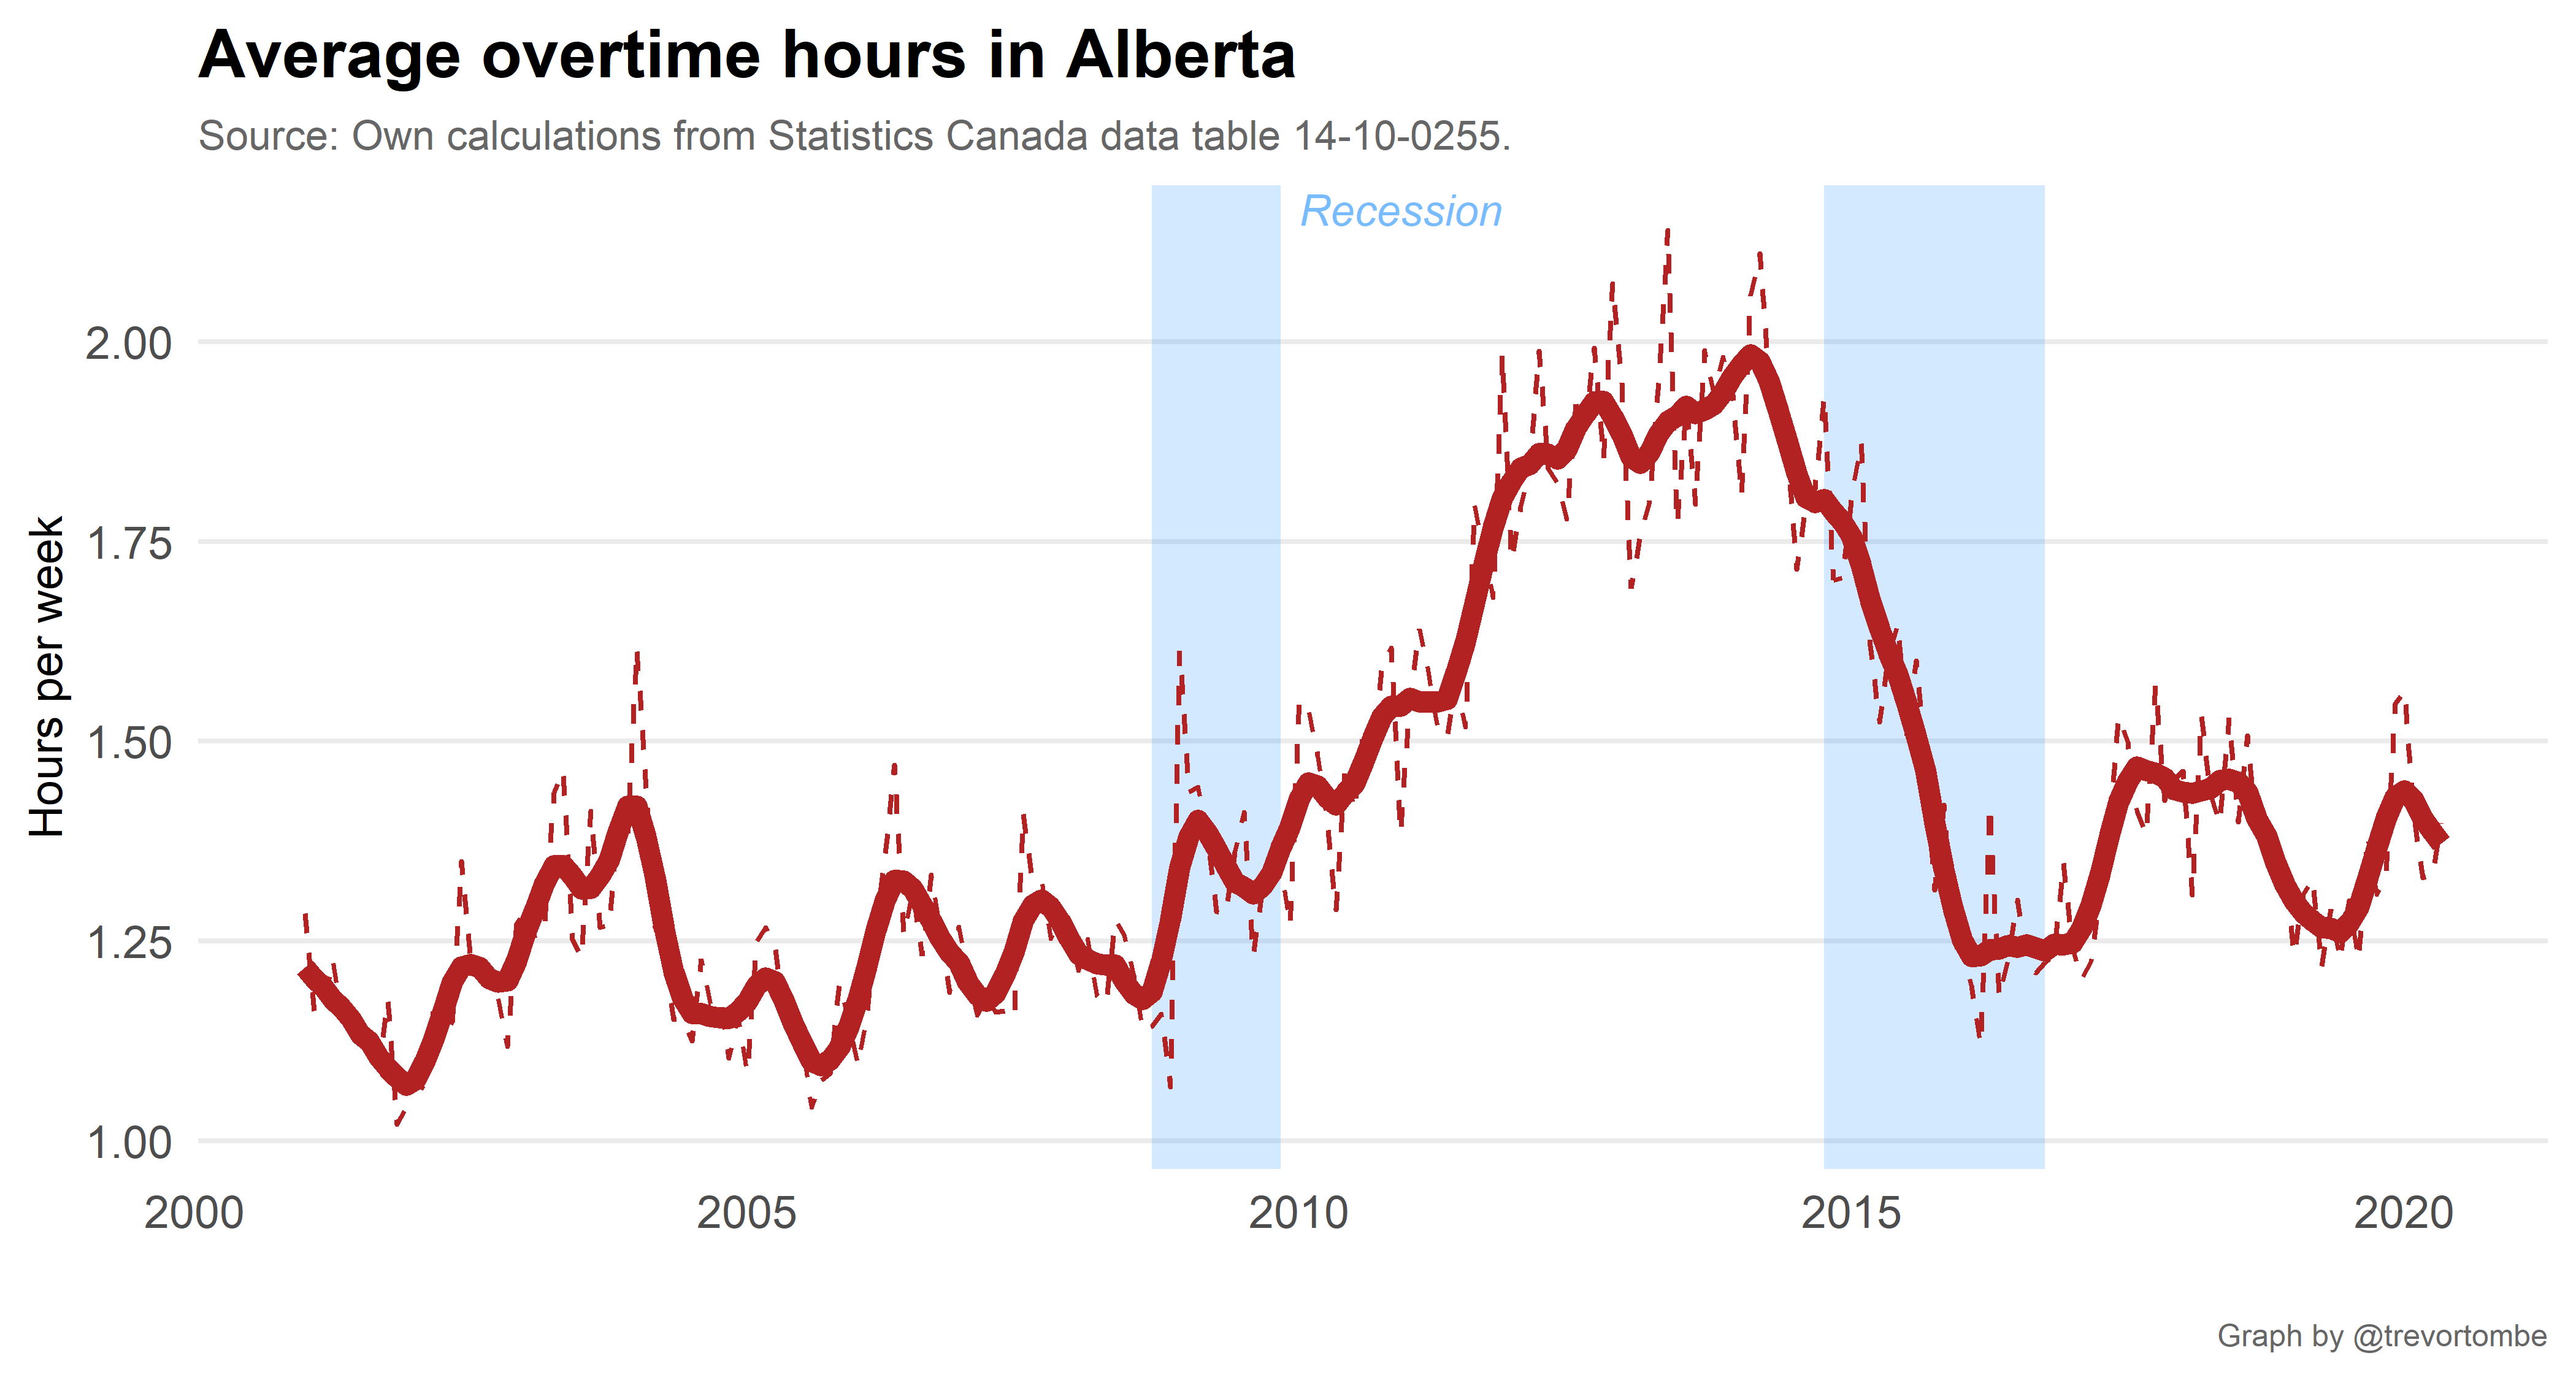 Average overtime hours in Alberta
Source: Own calculations from Statistics Canada data table 14-10-0255.
Recession
Hours per week
2.00
1.75
1.50
1.25
1.00
2000 2005 2010 2015 2020
Graph by @trevortombe